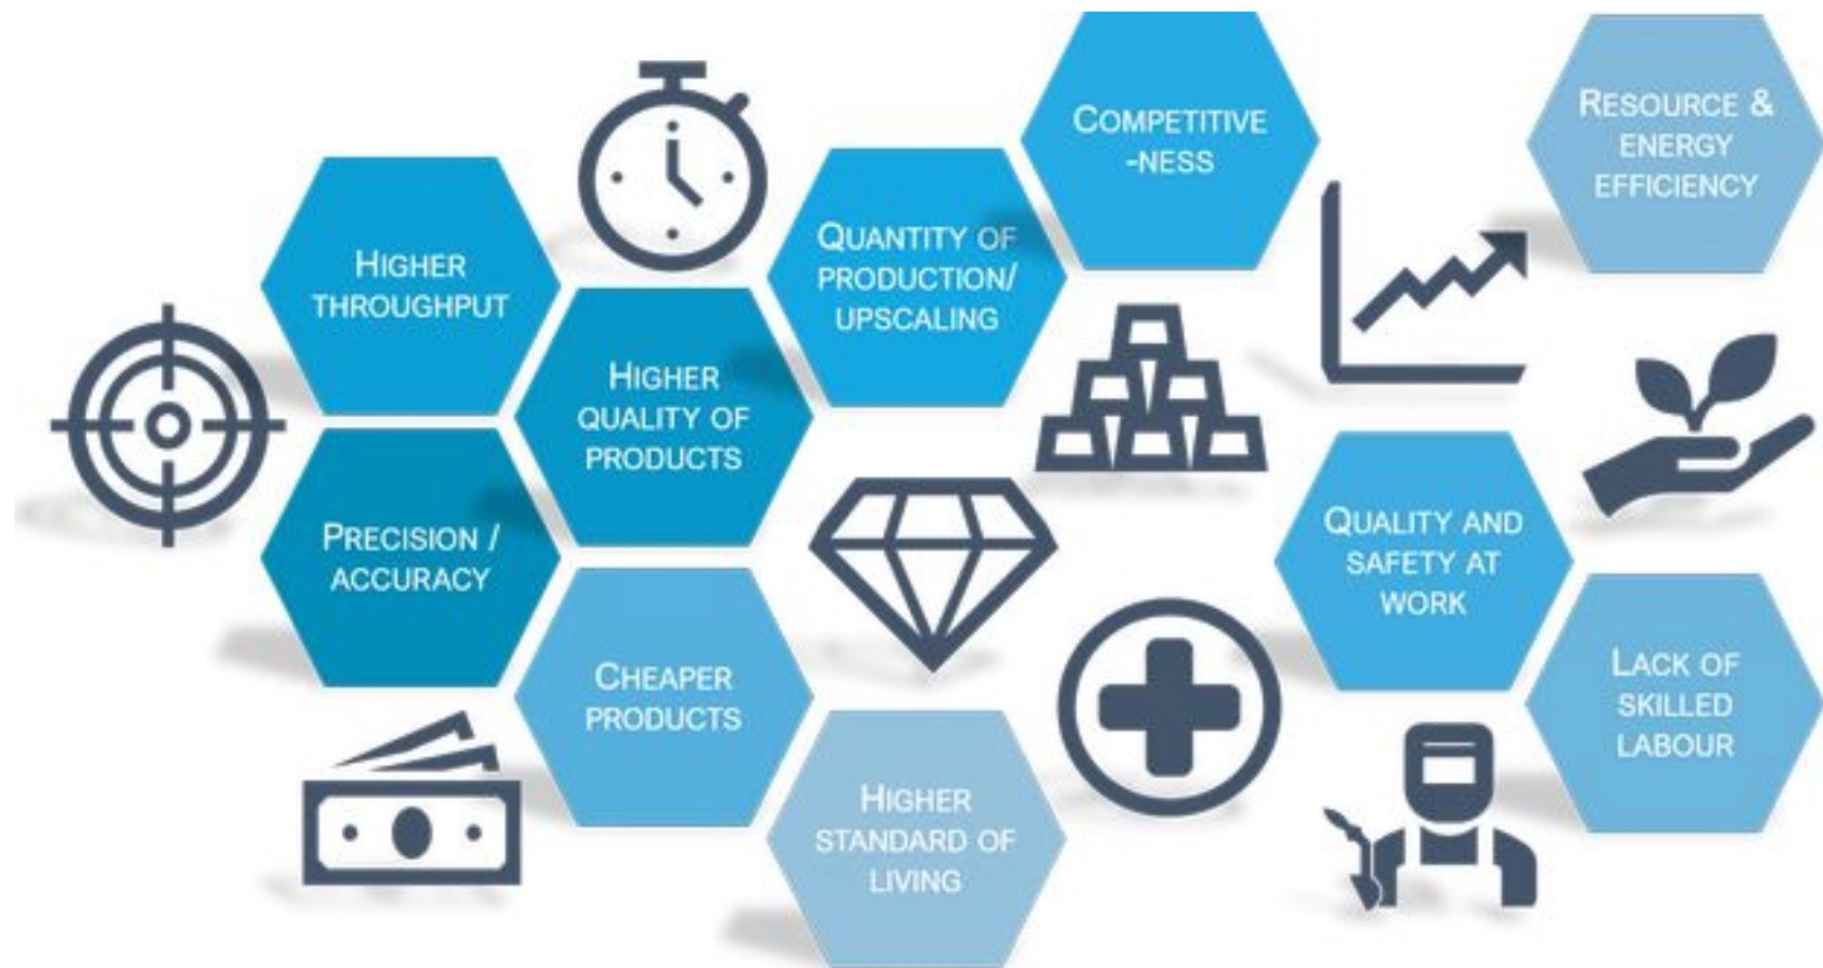 HIGHER
THROUGHPUT
PRECISION /
ACCURACY
HIGHER
QUALITY OF
PRODUCTS
CHEAPER
PRODUCTS
QUANTITY OF
PRODUCTION/
UPSCALING
HIGHER
STANDARD OF
LIVING
COMPETITIVE
-NESS
QUALITY AND
SAFETY AT
WORK
RESOURCE &
ENERGY
EFFICIENCY
LACK OF
SKILLED
LABOUR